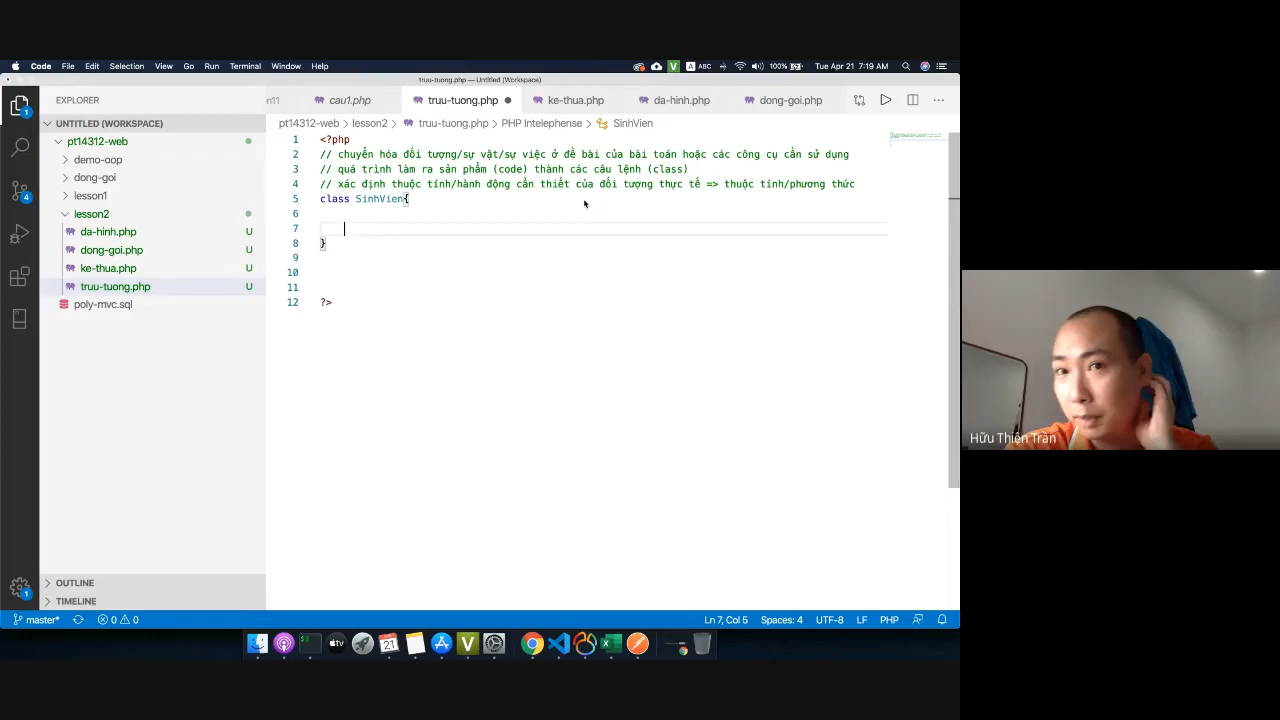 Code File Edit Selection View Go Run Terminal Window Help
V A ABC 100% Tue Apr 21 7:19 AM
truu-tuong.php — Untitled (Workspace)
EXPLORER
cau1.php truu-tuong.php ke-thua.php da-hinh.php dong-goi.php
UNTITLED (WORKSPACE)
pt14312-web > lesson2 > truu-tuong.php > PHP Intelephense > SinhVien
pt14312-web
demo-oop
dong-goi
lesson1
lesson2
da-hinh.php U
dong-goi.php U
ke-thua.php U
truu-tuong.php U
poly-mvc.sql
1 <?php
2 // chuyển hóa đối tượng/sự vật/sự việc ở đề bài của bài toán hoặc các công cụ cần sử dụng
3 // quá trình làm ra sản phẩm (code) thành các câu lệnh (class)
4 // xác định thuộc tính/hành động cần thiết của đối tượng thực tế => thuộc tính/phương thức
5 class SinhVien{
6
7
8 }
9
10
11
12 ?>
Hữu Thiện Trần
OUTLINE
TIMELINE
master* 0 0 Ln 7, Col 5 Spaces: 4 UTF-8 LF PHP